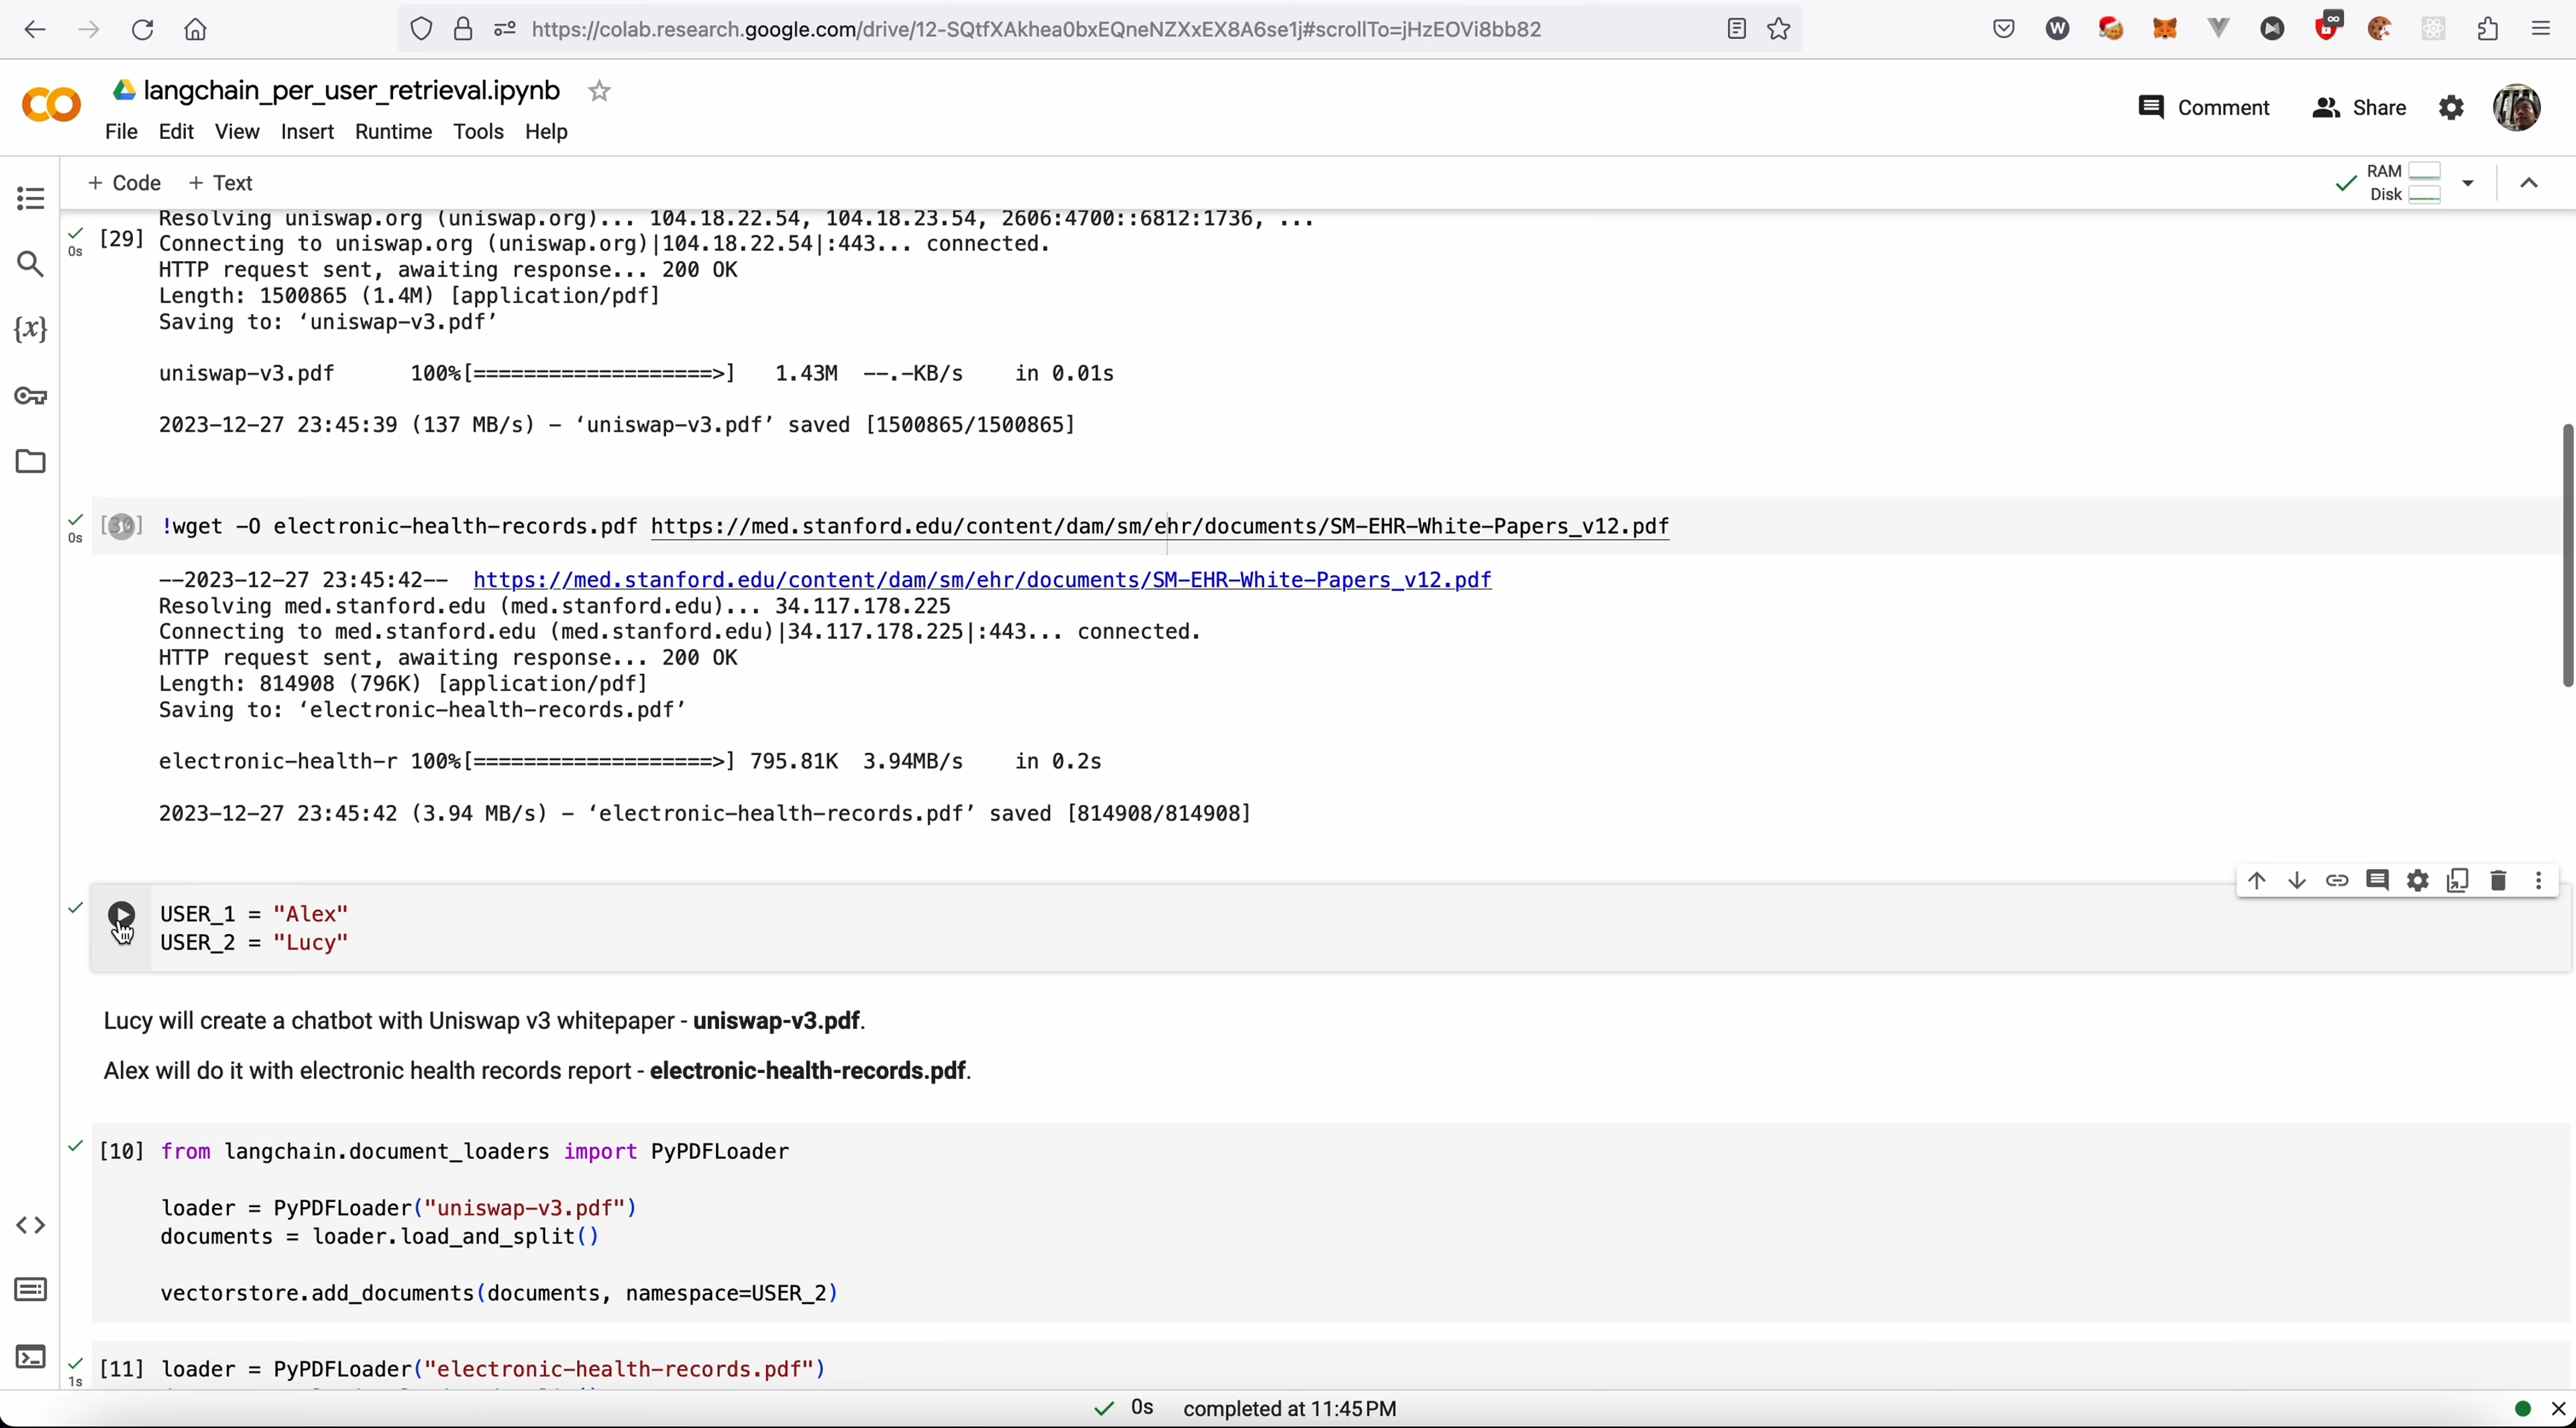 https://colab.research.google.com/drive/12-SQtfXAkhea0bxEQneNZXxEX8A6se1j#scrollTo=jHzEOVi8bb82
langchain_per_user_retrieval.ipynb
File Edit View Insert Runtime Tools Help
Comment
Share
+ Code + Text
RAM
Disk
Resolving uniswap.org (uniswap.org)... 104.18.22.54, 104.18.23.54, 2606:4700::6812:1736, ...
0s [29] Connecting to uniswap.org (uniswap.org)|104.18.22.54|:443... connected.
HTTP request sent, awaiting response... 200 OK
Length: 1500865 (1.4M) [application/pdf]
Saving to: ‘uniswap-v3.pdf’
uniswap-v3.pdf 100%[===================>] 1.43M --.-KB/s in 0.01s
2023-12-27 23:45:39 (137 MB/s) - ‘uniswap-v3.pdf’ saved [1500865/1500865]
0s [30] !wget -O electronic-health-records.pdf https://med.stanford.edu/content/dam/sm/ehr/documents/SM-EHR-White-Papers_v12.pdf
--2023-12-27 23:45:42-- https://med.stanford.edu/content/dam/sm/ehr/documents/SM-EHR-White-Papers_v12.pdf
Resolving med.stanford.edu (med.stanford.edu)... 34.117.178.225
Connecting to med.stanford.edu (med.stanford.edu)|34.117.178.225|:443... connected.
HTTP request sent, awaiting response... 200 OK
Length: 814908 (796K) [application/pdf]
Saving to: ‘electronic-health-records.pdf’
electronic-health-r 100%[===================>] 795.81K 3.94MB/s in 0.2s
2023-12-27 23:45:42 (3.94 MB/s) - ‘electronic-health-records.pdf’ saved [814908/814908]
USER_1 = "Alex"
USER_2 = "Lucy"
Lucy will create a chatbot with Uniswap v3 whitepaper - uniswap-v3.pdf.
Alex will do it with electronic health records report - electronic-health-records.pdf.
[10] from langchain.document_loaders import PyPDFLoader
loader = PyPDFLoader("uniswap-v3.pdf")
documents = loader.load_and_split()
vectorstore.add_documents(documents, namespace=USER_2)
1s [11] loader = PyPDFLoader("electronic-health-records.pdf")
0s completed at 11:45 PM